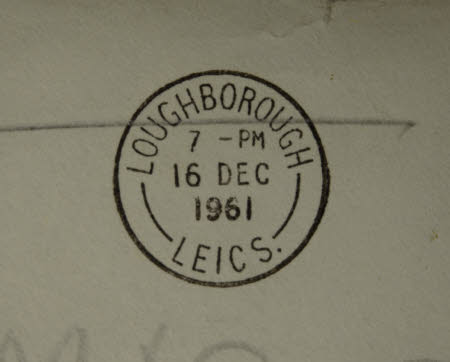 LOUGHBOROUGH
7 - PM
16 DEC
1961
LEICS.